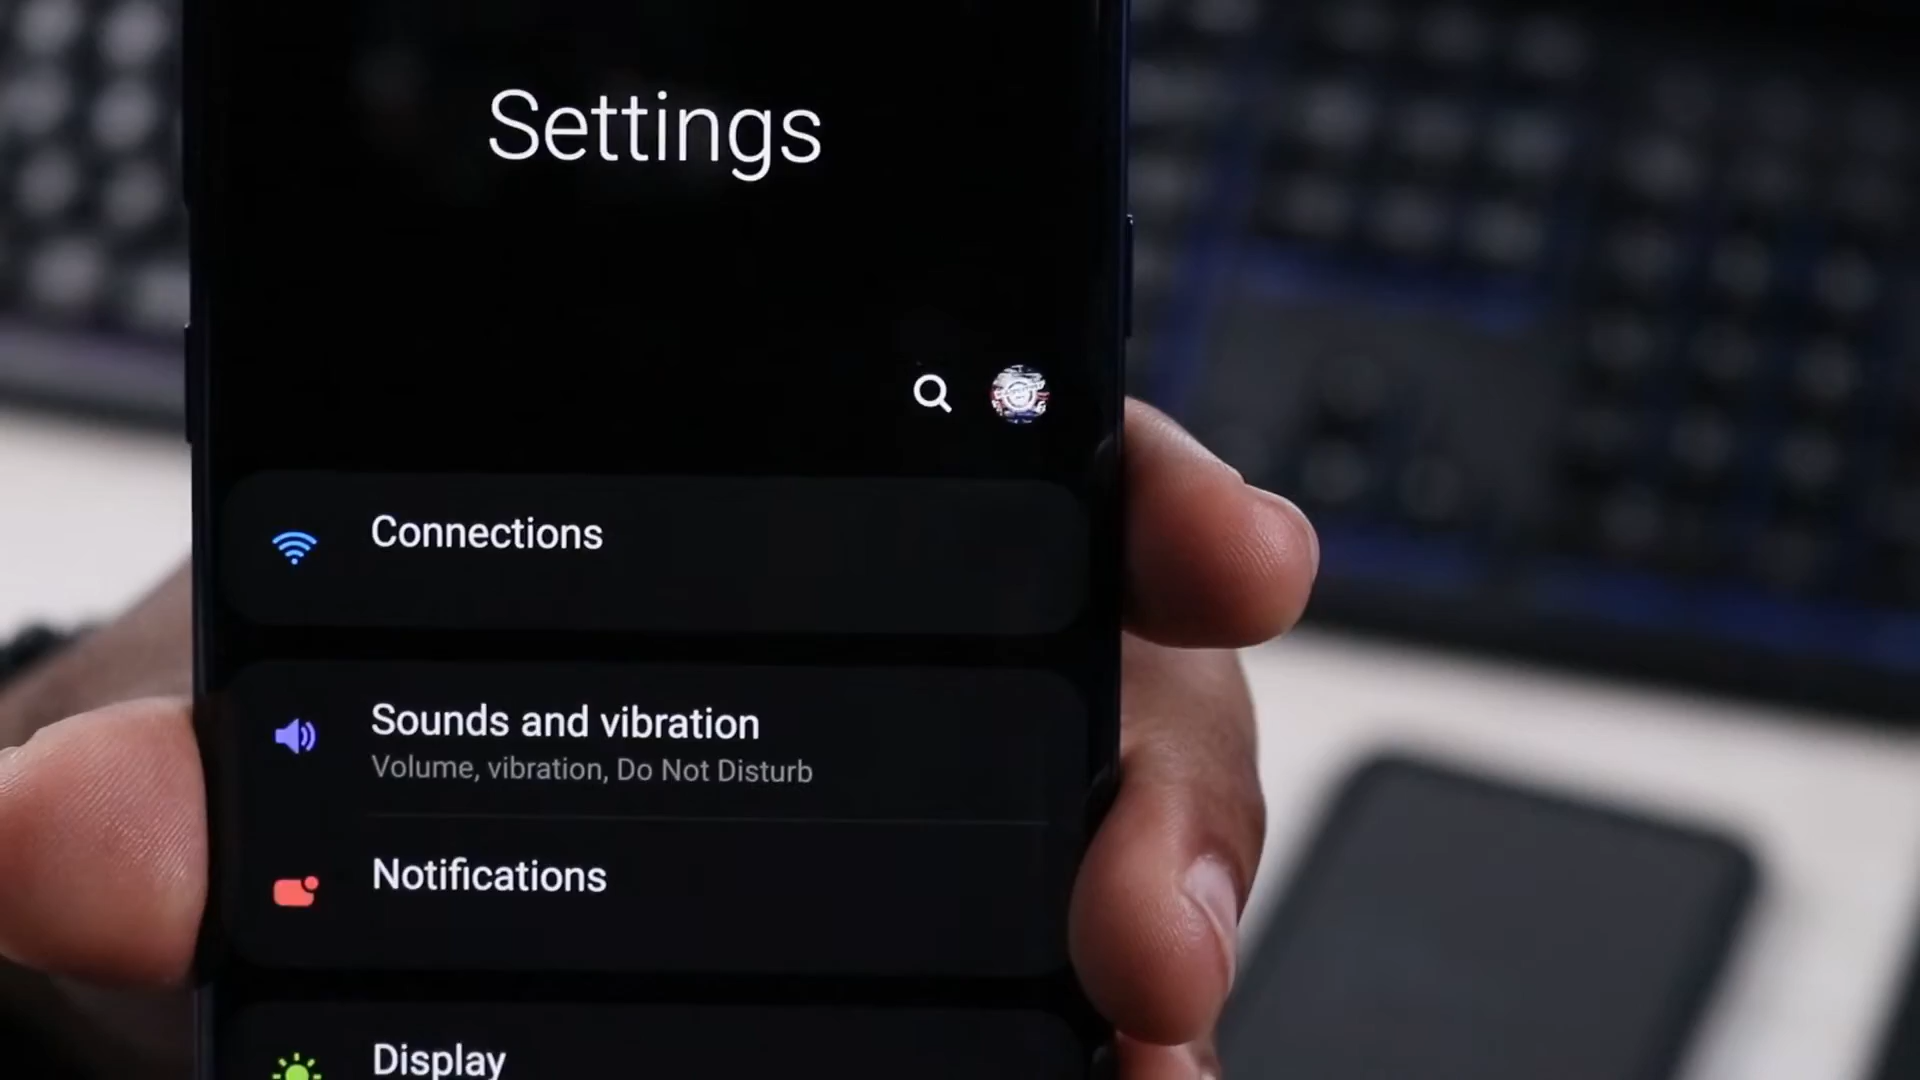 Settings
Connections
Sounds and vibration
Volume, vibration, Do Not Disturb
Notifications
Display